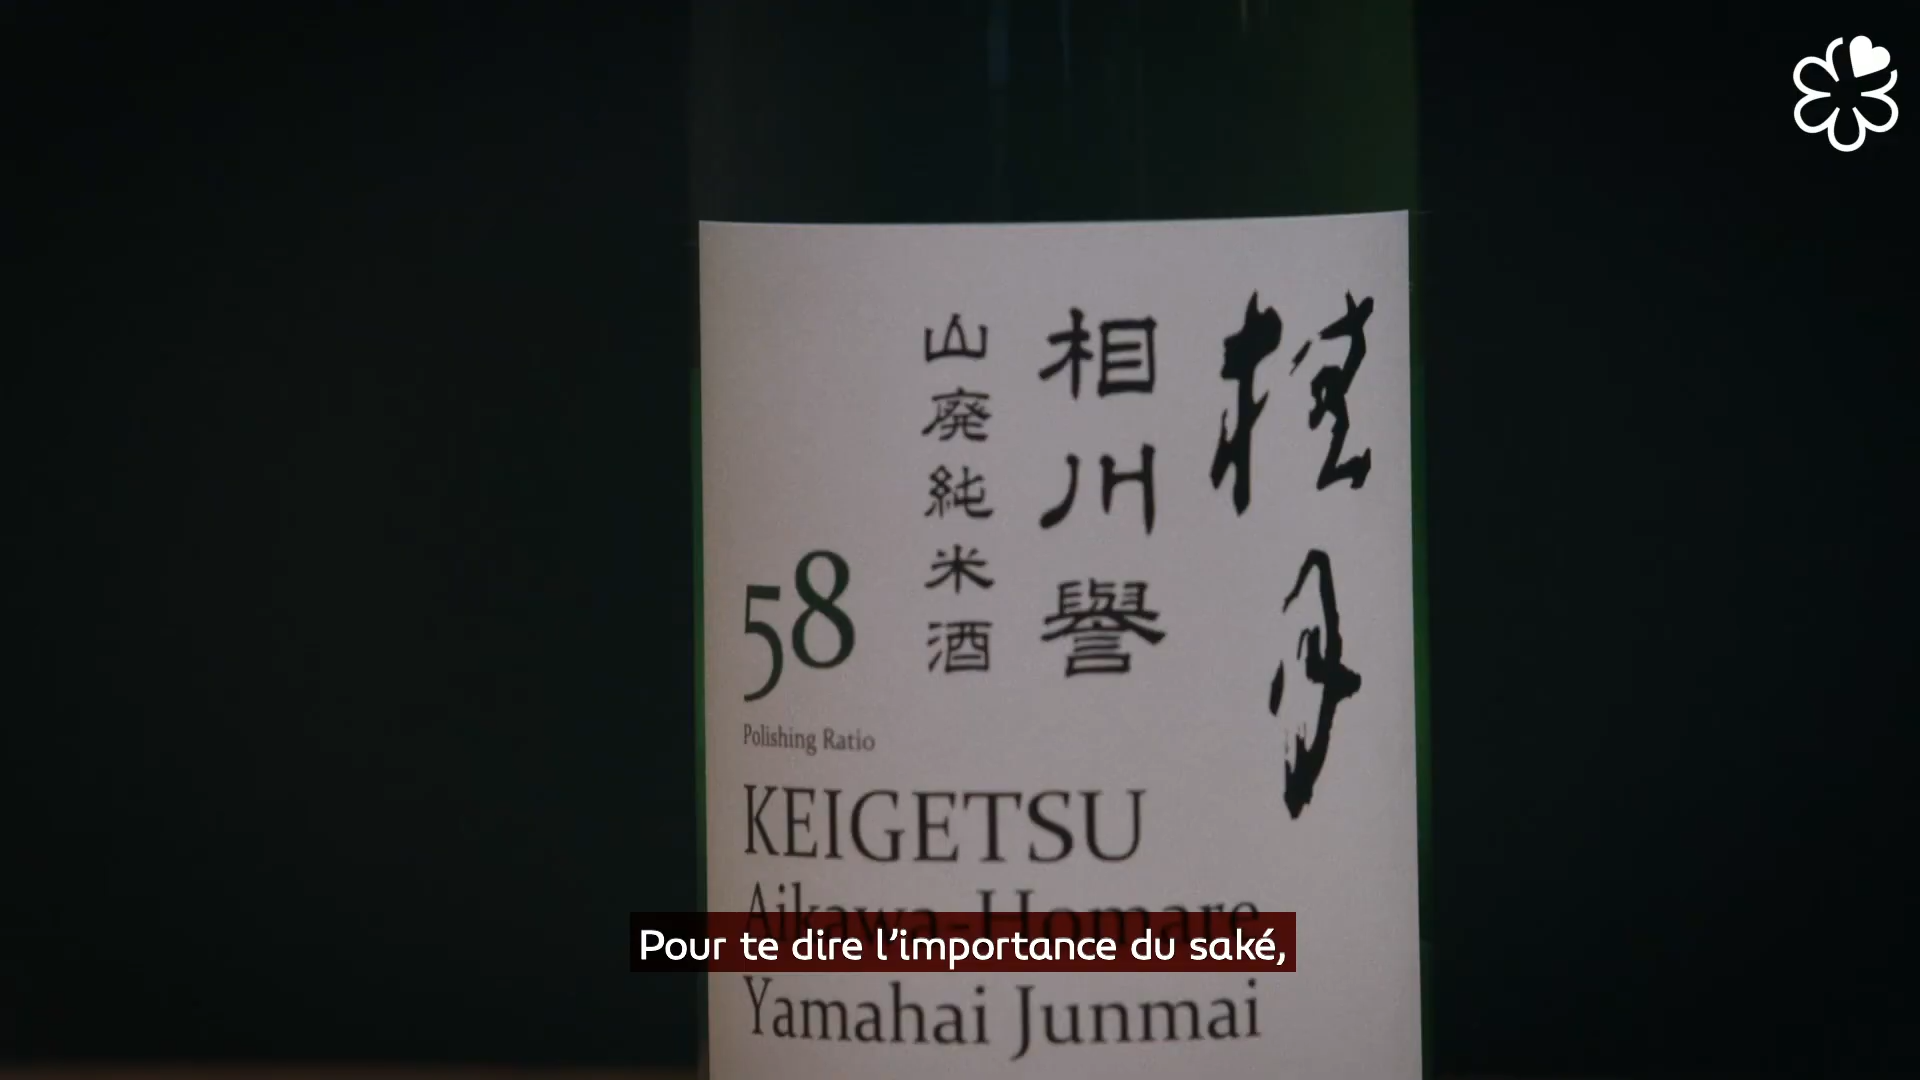 桂月
相川譽
山廃純米酒
58
Polishing Ratio
KEIGETSU
Aikawa-Homare
Pour te dire l'importance du saké,
Yamahai Junmai